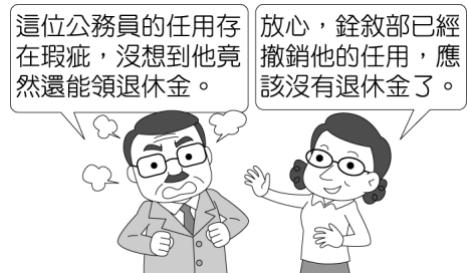 這位公務員的任用存
在瑕疵，沒想到他竟
然還能領退休金。
放心，銓敘部已經
撤銷他的任用，應
該沒有退休金了。